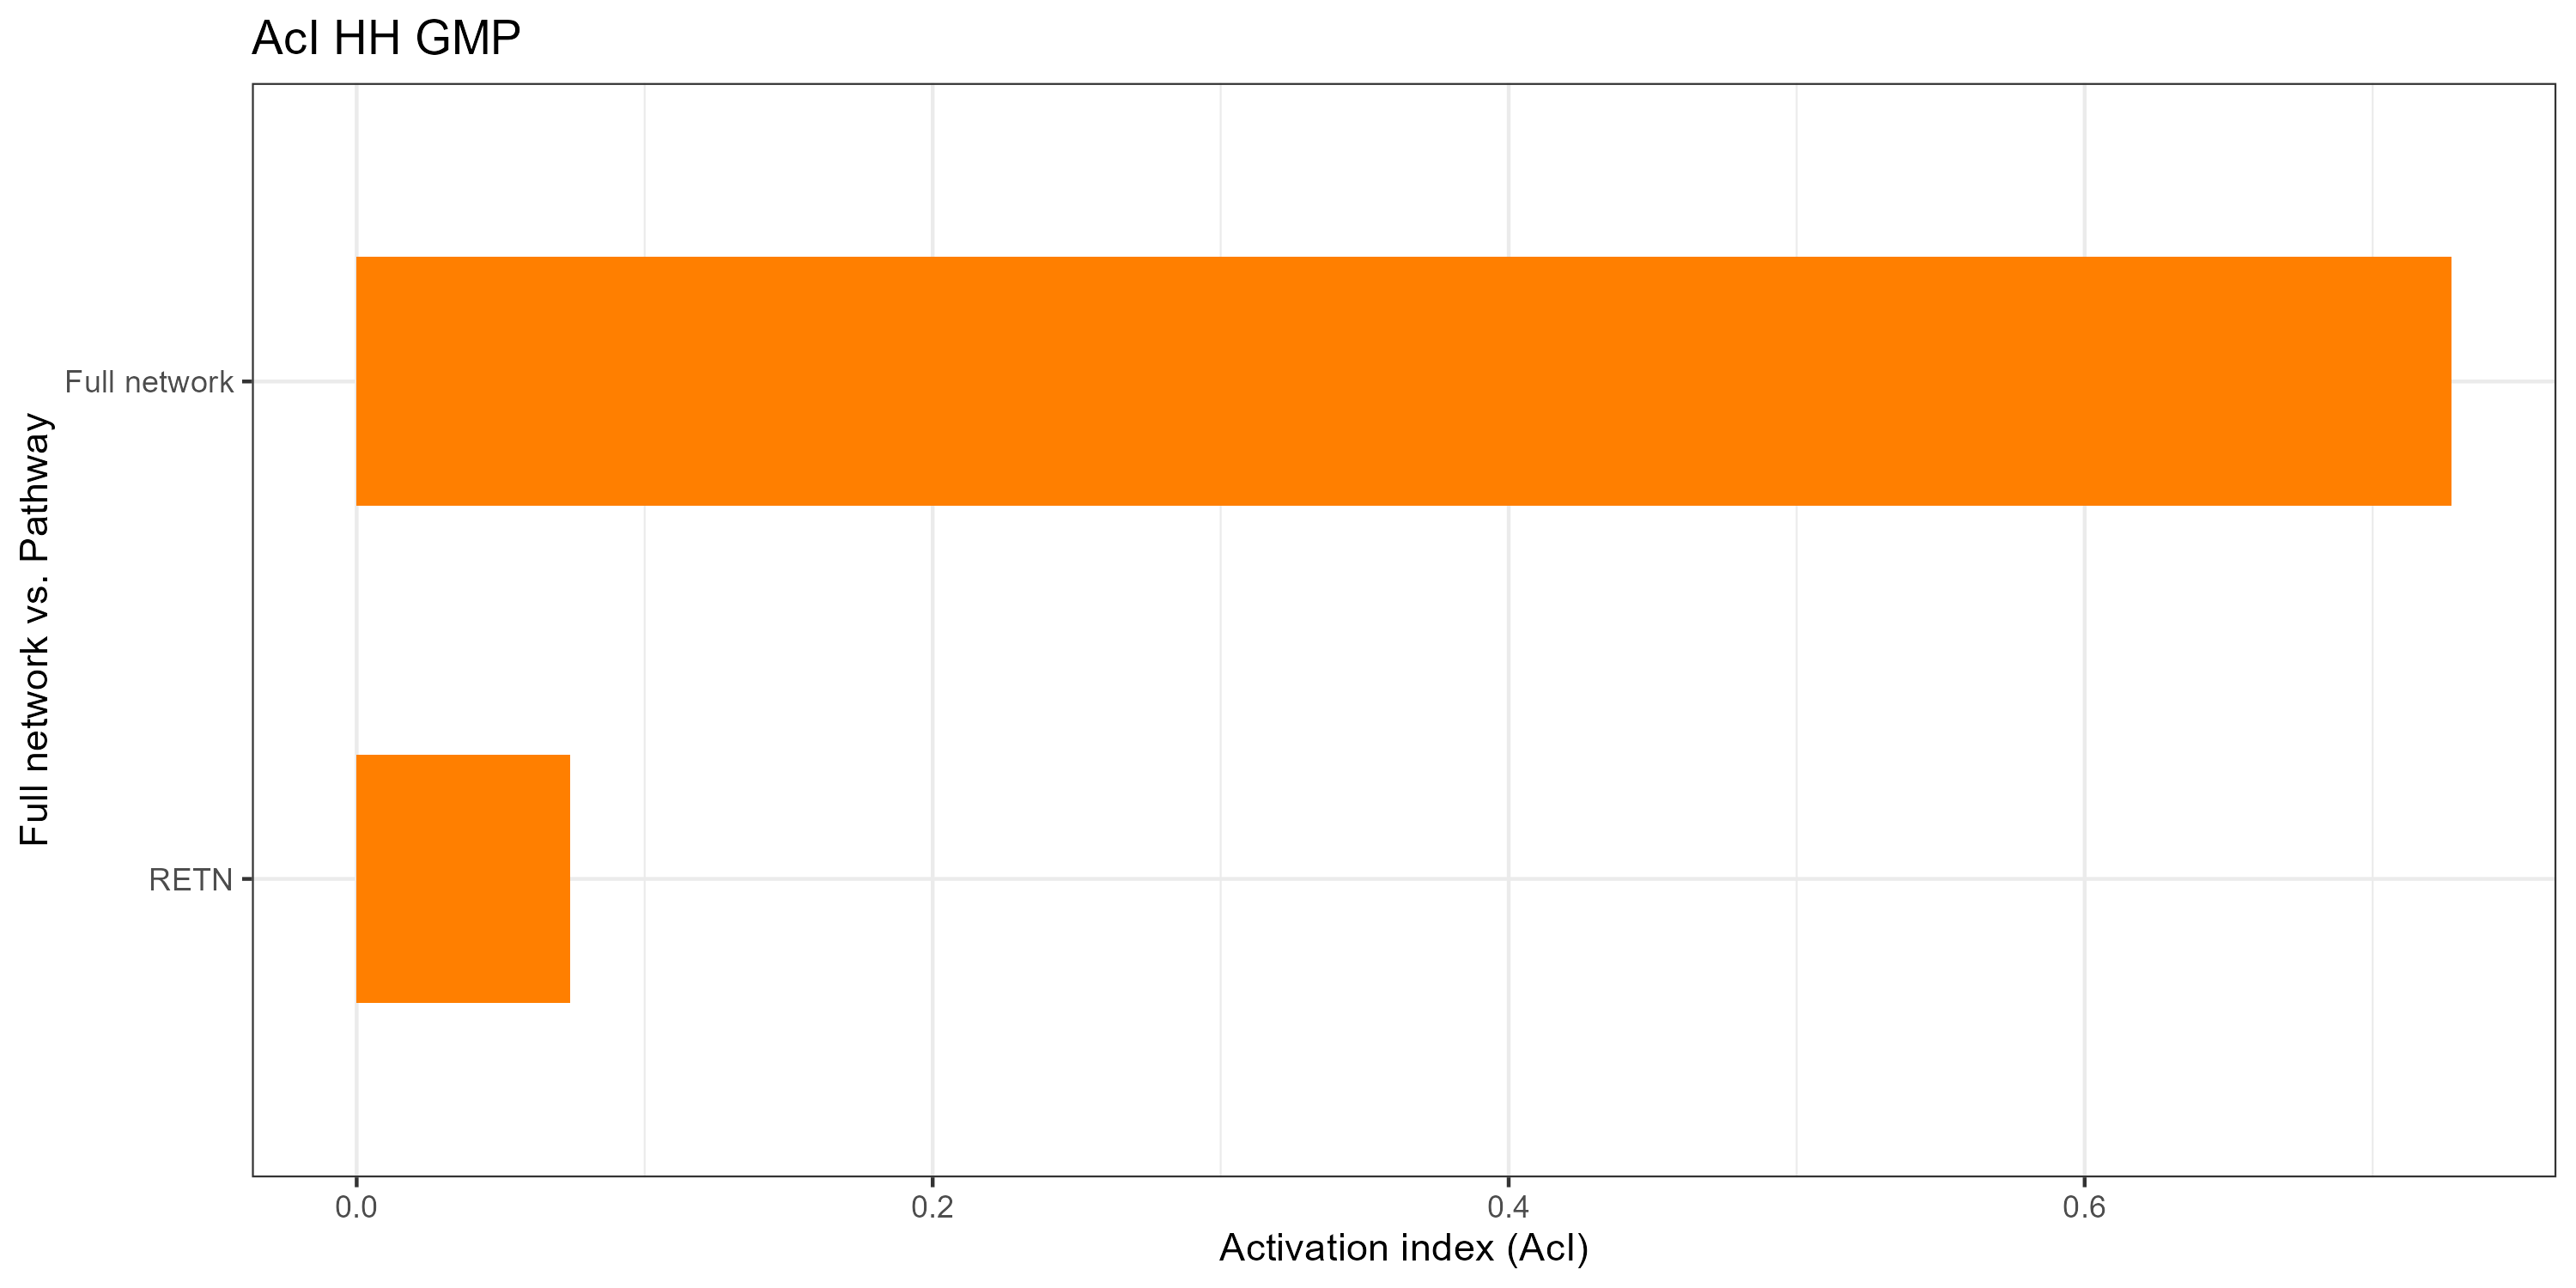 AcI HH GMP
Full network vs. Pathway
Full network
RETN
0.0
0.2
0.4
0.6
Activation index (AcI)